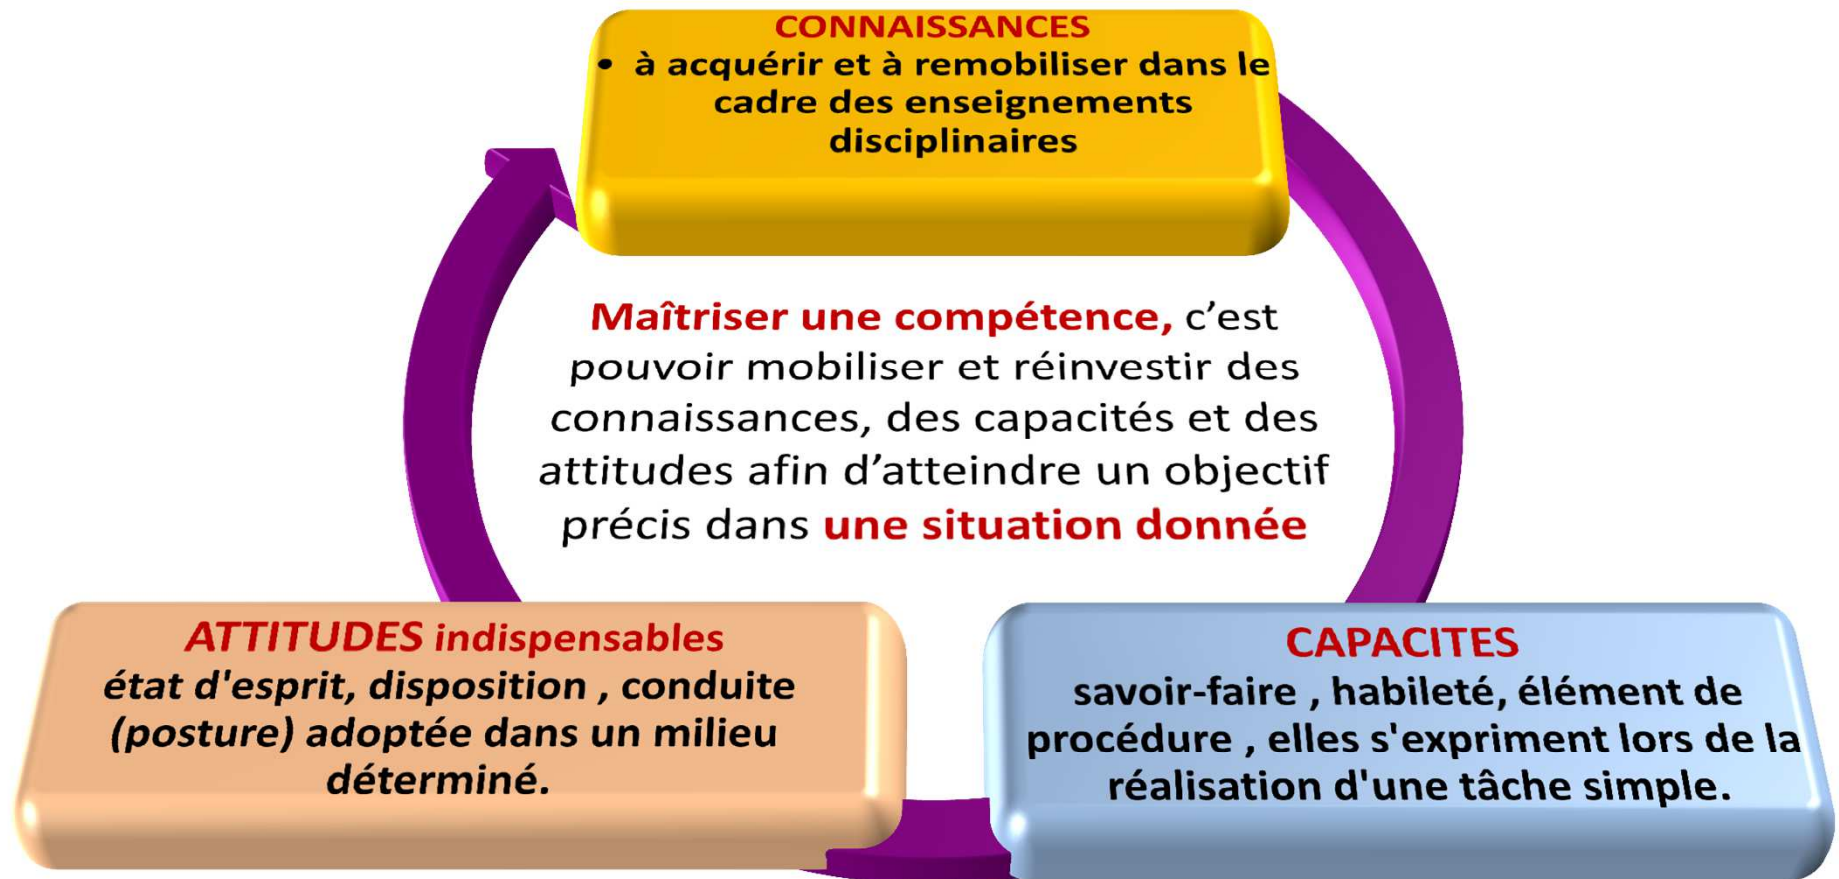 CONNAISSANCES
• à acquérir et à remobiliser dans le
cadre des enseignements
disciplinaires
Maîtriser une compétence, c’est
pouvoir mobiliser et réinvestir des
connaissances, des capacités et des
attitudes afin d’atteindre un objectif
précis dans une situation donnée
ATTITUDES indispensables
état d'esprit, disposition , conduite
(posture) adoptée dans un milieu
déterminé.
CAPACITES
savoir-faire , habileté, élément de
procédure , elles s'expriment lors de la
réalisation d'une tâche simple.